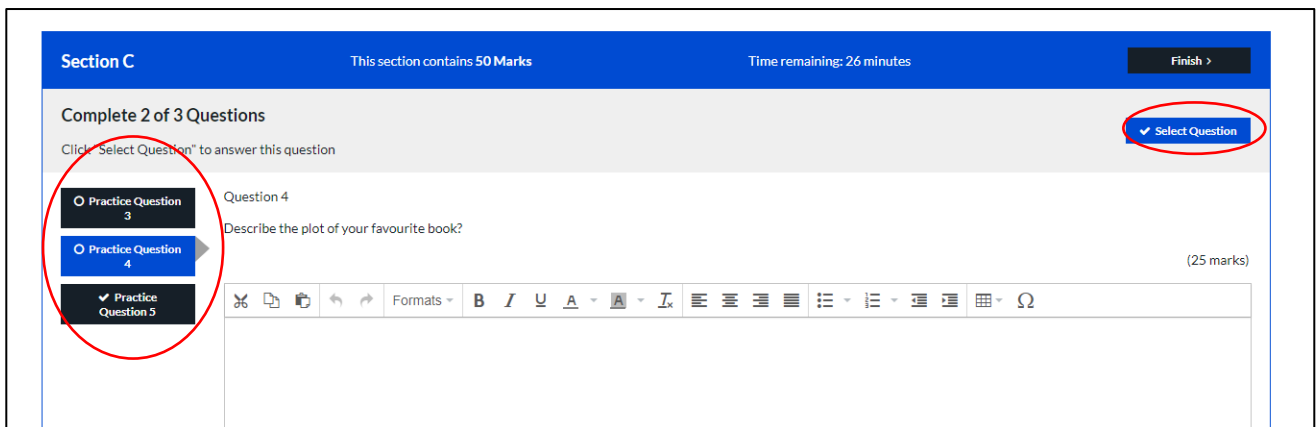 Section C
This section contains 50 Marks
Time remaining: 26 minutes
Finish >
Complete 2 of 3 Questions
Click "Select Question" to answer this question
✔ Select Question
Practice Question
3
Practice Question
4
✔ Practice
Question 5
Question 4
Describe the plot of your favourite book?
(25 marks)
Formats B I U A A Ix Ω